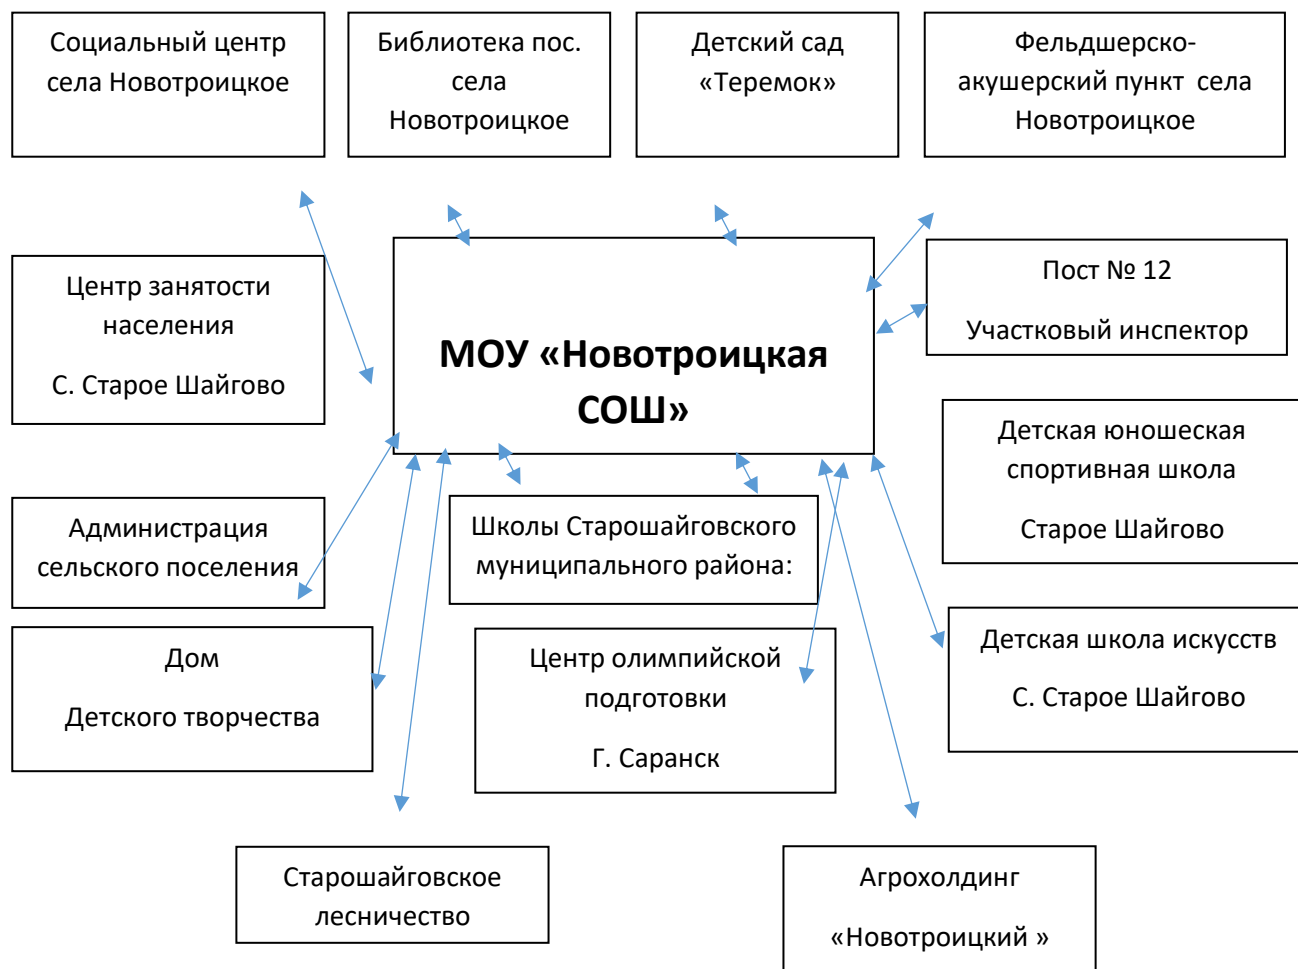 Социальный центр
села Новотроицкое
Библиотека пос.
села
Новотроицкое
Детский сад
«Теремок»
Фельдшерско-
акушерский пункт села
Новотроицкое
Центр занятости
населения
С. Старое Шайгово
МОУ «Новотроицкая
СОШ»
Пост № 12
Участковый инспектор
Детская юношеская
спортивная школа
Старое Шайгово
Администрация
сельского поселения
Школы Старошайговского
муниципального района:
Дом
Детского творчества
Центр олимпийской
подготовки
Г. Саранск
Детская школа искусств
С. Старое Шайгово
Старошайговское
лесничество
Агрохолдинг
«Новотроицкий »